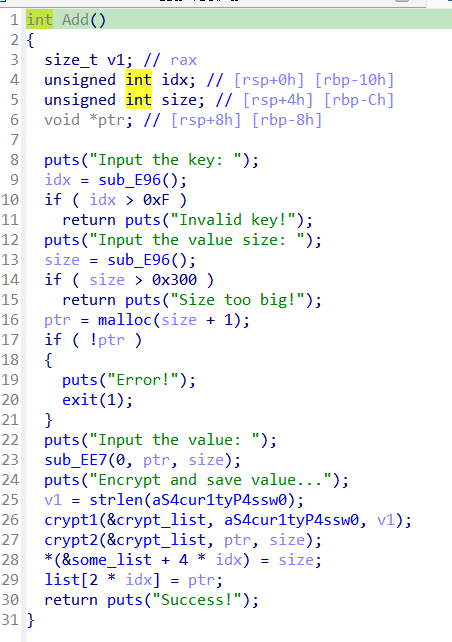 1 int Add()
2 {
3 size_t v1; // rax
4 unsigned int idx; // [rsp+0h] [rbp-10h]
5 unsigned int size; // [rsp+4h] [rbp-Ch]
6 void *ptr; // [rsp+8h] [rbp-8h]
7
8 puts("Input the key: ");
9 idx = sub_E96();
10 if ( idx > 0xF )
11 return puts("Invalid key!");
12 puts("Input the value size: ");
13 size = sub_E96();
14 if ( size > 0x300 )
15 return puts("Size too big!");
16 ptr = malloc(size + 1);
17 if ( !ptr )
18 {
19 puts("Error!");
20 exit(1);
21 }
22 puts("Input the value: ");
23 sub_EE7(0, ptr, size);
24 puts("Encrypt and save value...");
25 v1 = strlen(aS4cur1tyP4ssw0);
26 crypt1(&crypt_list, aS4cur1tyP4ssw0, v1);
27 crypt2(&crypt_list, ptr, size);
28 *(&some_list + 4 * idx) = size;
29 list[2 * idx] = ptr;
30 return puts("Success!");
31 }